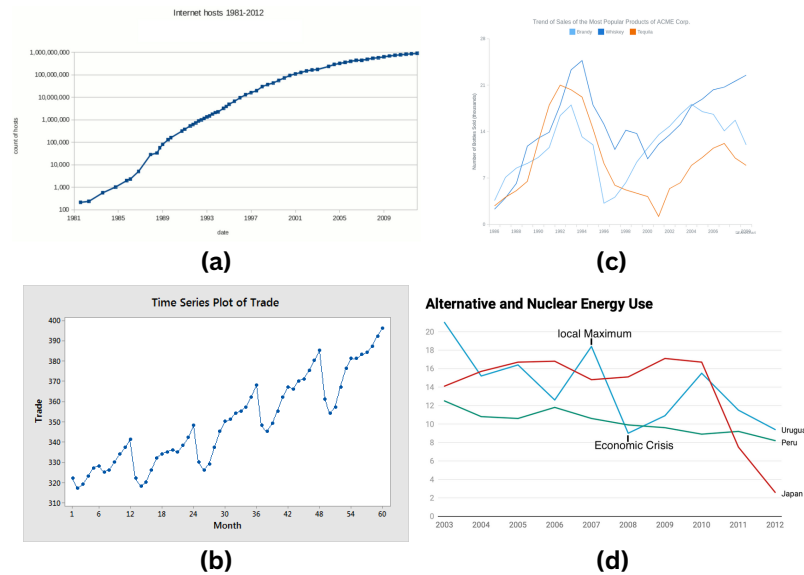 Internet hosts 1981-2012
1,000,000,000
100,000,000
10,000,000
1,000,000
100,000
10,000
1,000
100
count of hosts
1981 1985 1989 1993 1997 2001 2005 2009
date
(a)
Trend of Sales of the Most Popular Products of ACME Corp.
Brandy Whiskey Tequila
28
21
14
7
0
Number of Bottles Sold (thousands)
1986 1988 1990 1992 1994 1996 1998 2000 2002 2004 2006
(c)
Time Series Plot of Trade
400
390
380
370
360
350
340
330
320
310
Trade
1 6 12 18 24 30 36 42 48 54 60
Month
(b)
Alternative and Nuclear Energy Use
20
18
16
14
12
10
8
6
4
2
0
local Maximum
Economic Crisis
Urugua
Peru
Japan
2003 2004 2005 2006 2007 2008 2009 2010 2011 2012
(d)